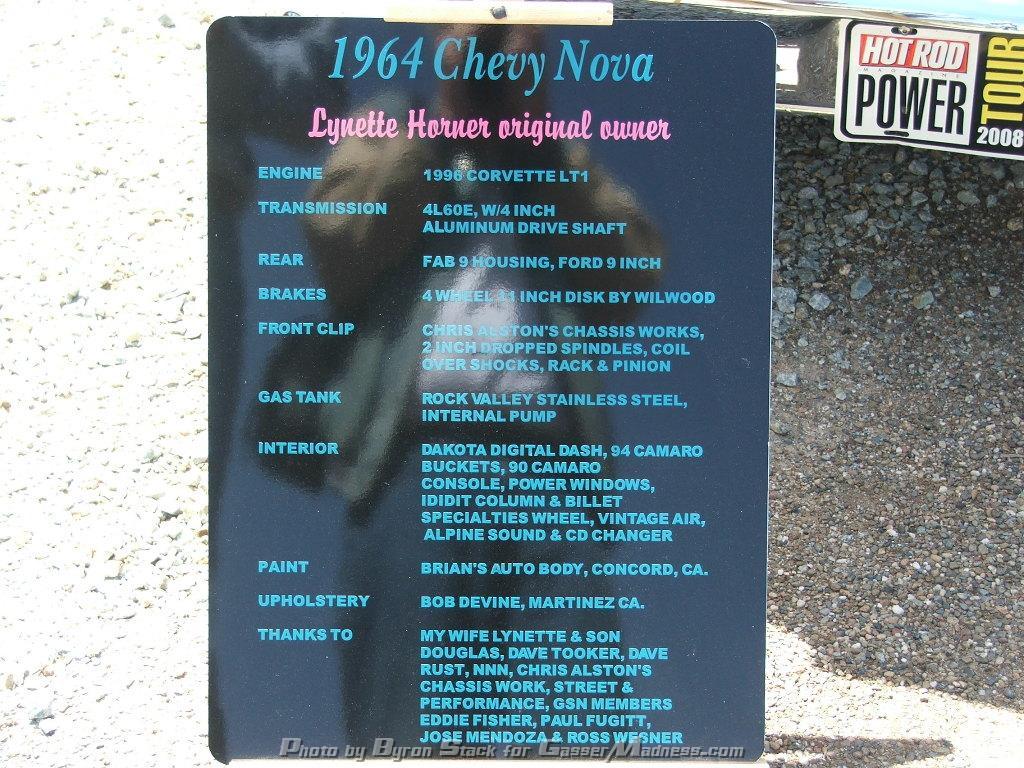 1964 Chevy Nova
Lynette Horner original owner
ENGINE 1996 CORVETTE LT1
TRANSMISSION 4L60E, W/4 INCH
ALUMINUM DRIVE SHAFT
REAR FAB 9 HOUSING, FORD 9 INCH
BRAKES 4 WHEEL 11 INCH DISK BY WILWOOD
FRONT CLIP CHRIS ALSTON'S CHASSIS WORKS,
2 INCH DROPPED SPINDLES, COIL
OVER SHOCKS, RACK & PINION
GAS TANK ROCK VALLEY STAINLESS STEEL,
INTERNAL PUMP
INTERIOR DAKOTA DIGITAL DASH, 94 CAMARO
BUCKETS, 90 CAMARO
CONSOLE, POWER WINDOWS,
IDIDIT COLUMN & BILLET
SPECIALTIES WHEEL, VINTAGE AIR,
ALPINE SOUND & CD CHANGER
PAINT BRIAN'S AUTO BODY, CONCORD, CA.
UPHOLSTERY BOB DEVINE, MARTINEZ CA.
THANKS TO MY WIFE LYNETTE & SON
DOUGLAS, DAVE TOOKER, DAVE
RUST, NNN, CHRIS ALSTON'S
CHASSIS WORK, STREET &
PERFORMANCE, GSN MEMBERS
EDDIE FISHER, PAUL FUGITT,
JOSE MENDOZA & ROSS WESNER
HOT ROD
MAGAZINE
POWER
TOUR
2008
Photo by Byron Stack for GasserMadness.com